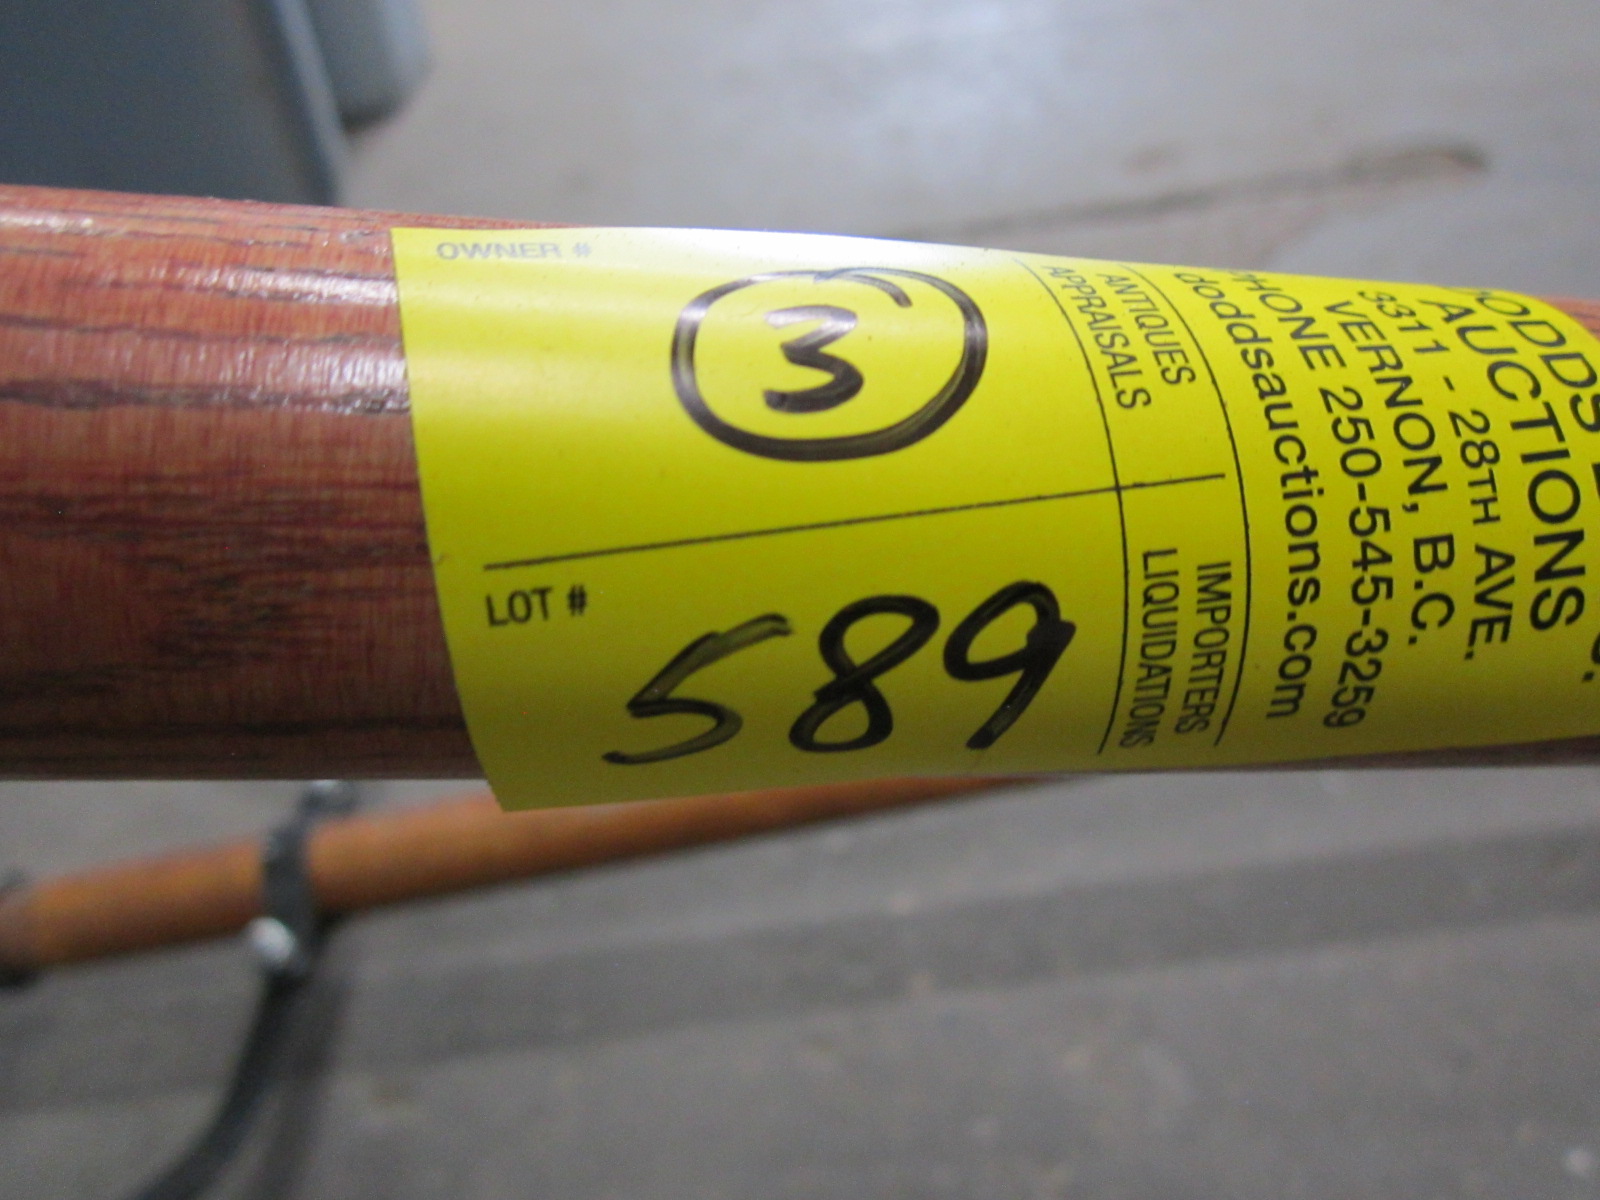 OWNER #
3
LOT #
589
ANTIQUES
APPRAISALS
IMPORTERS
LIQUIDATIONS
AUCTIONS
3311 - 28TH AVE.
VERNON, B.C.
PHONE 250-545-3259
doddsauctions.com